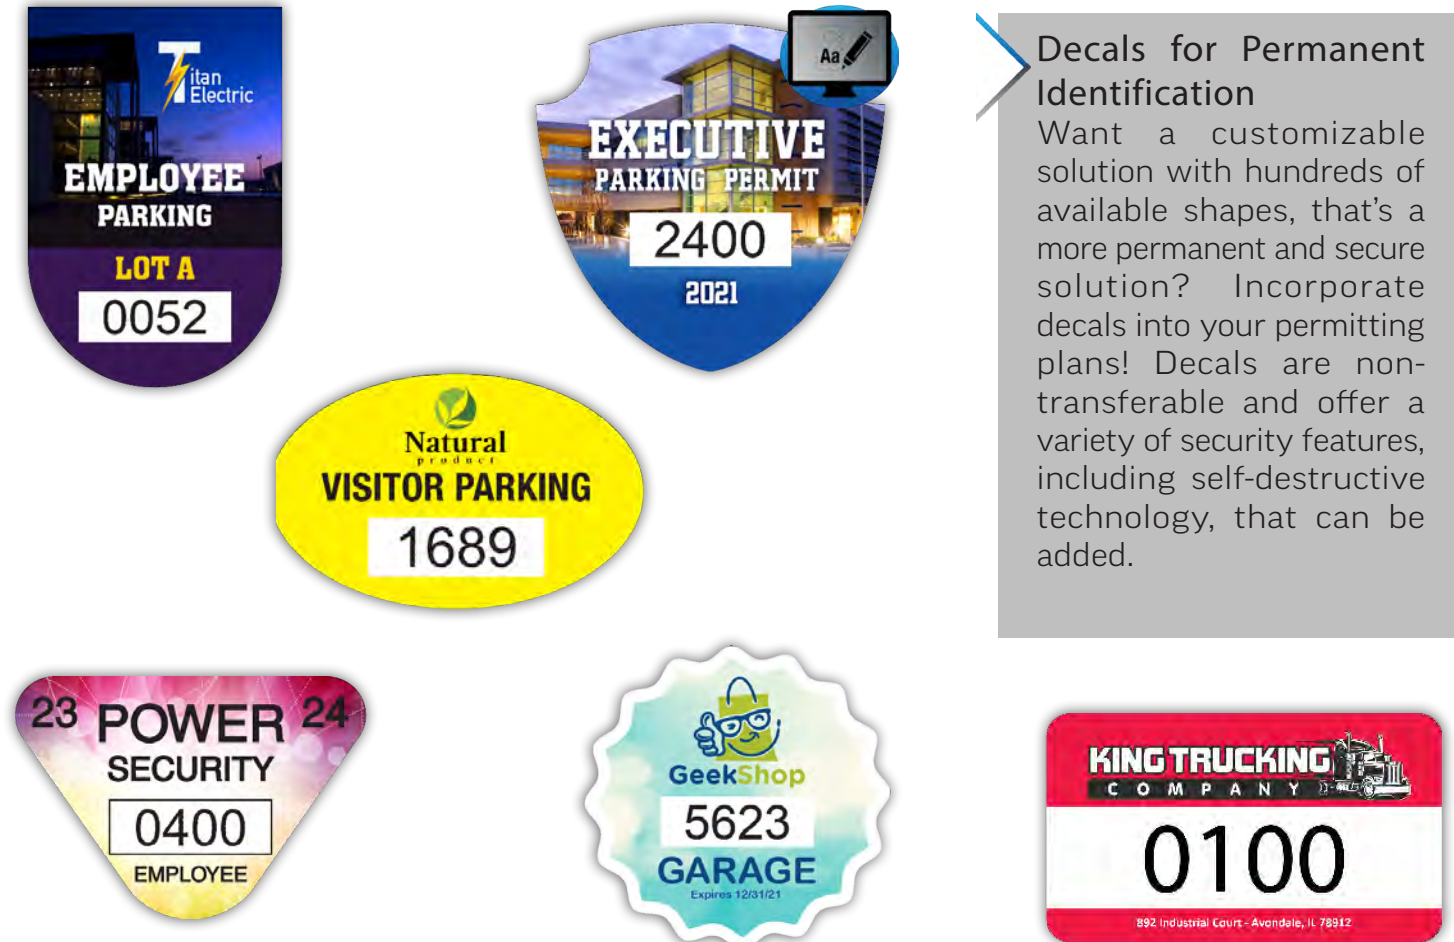 Titan
Electric
EMPLOYEE
PARKING
LOT A
0052
Aa
EXECUTIVE
PARKING PERMIT
2400
2021
Decals for Permanent
Identification
Want a customizable
solution with hundreds of
available shapes, that's a
more permanent and secure
solution? Incorporate
decals into your permitting
plans! Decals are non-
transferable and offer a
variety of security features,
including self-destructive
technology, that can be
added.
Natural
product
VISITOR PARKING
1689
23 POWER 24
SECURITY
0400
EMPLOYEE
GeekShop
5623
GARAGE
Expires 12/31/21
KING TRUCKING
COMPANY
0100
892 Industrial Court - Avondale, IL 78912